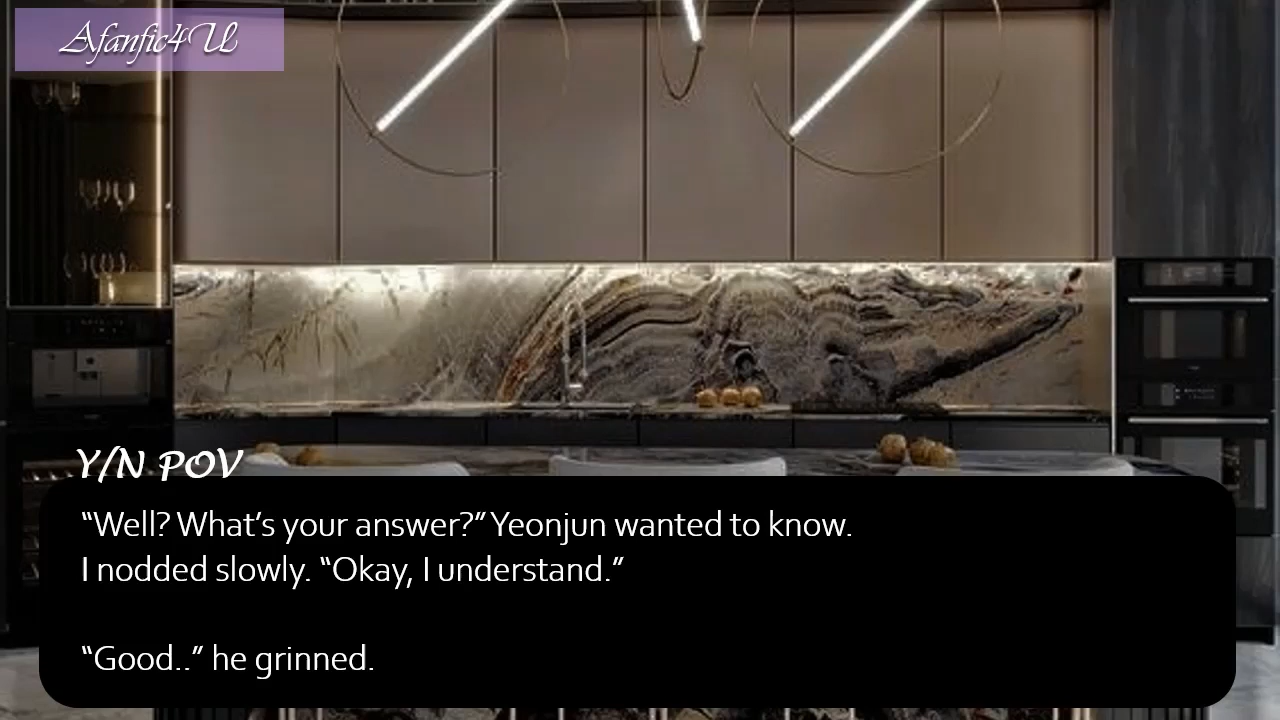 Afanfic4U
Y/N POV
“Well? What’s your answer?” Yeonjun wanted to know.
I nodded slowly. “Okay, I understand.”
“Good..” he grinned.